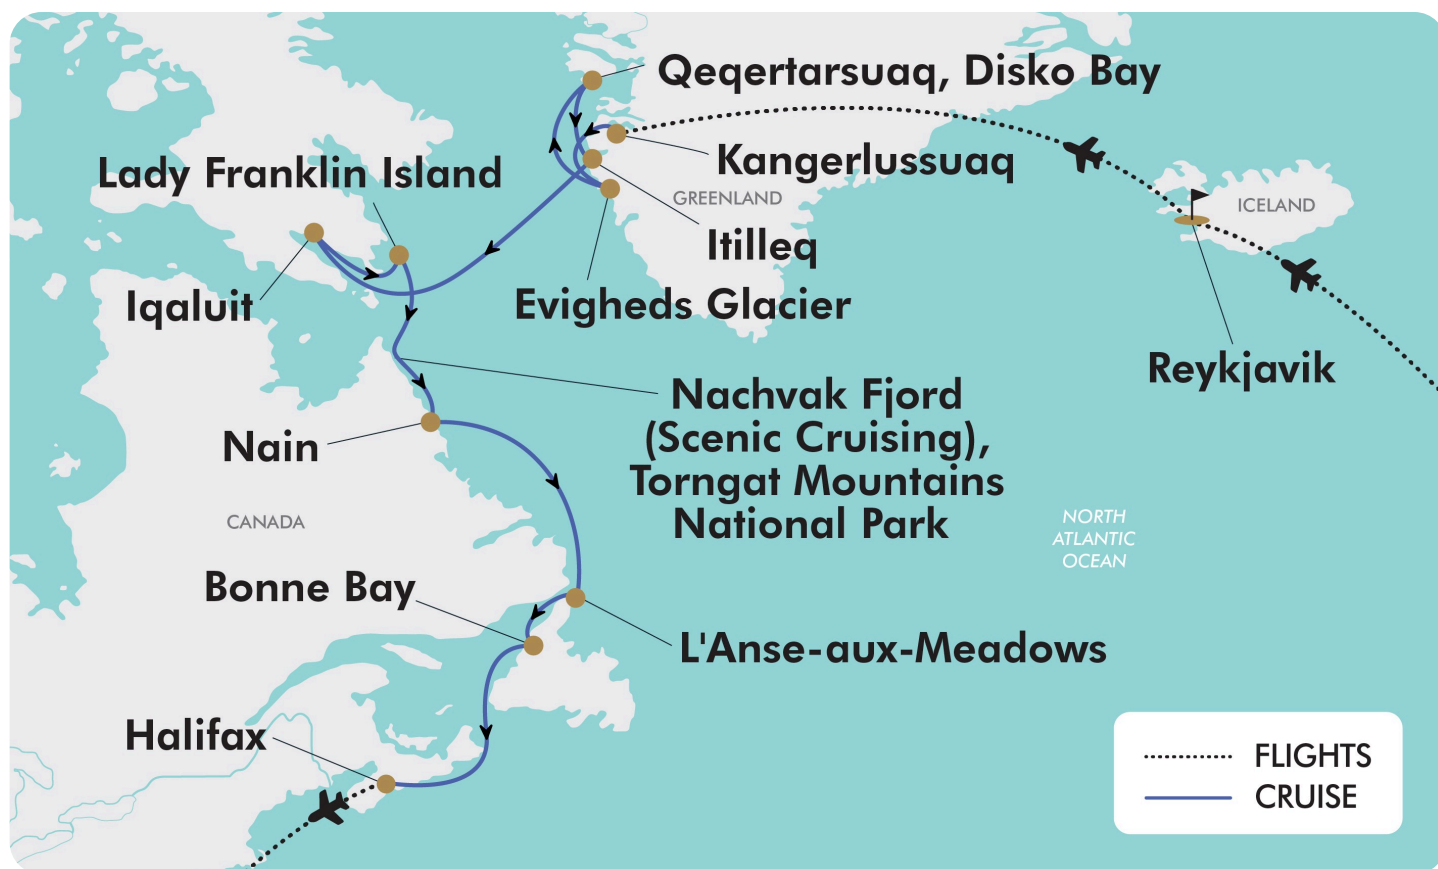 Qeqertarsuaq, Disko Bay
Kangerlussuaq
Lady Franklin Island
GREENLAND
ICELAND
Itilleq
Iqaluit
Evigheds Glacier
Reykjavik
Nachvak Fjord
(Scenic Cruising),
Torngat Mountains
National Park
Nain
CANADA
NORTH
ATLANTIC
OCEAN
Bonne Bay
L'Anse-aux-Meadows
Halifax
FLIGHTS
CRUISE